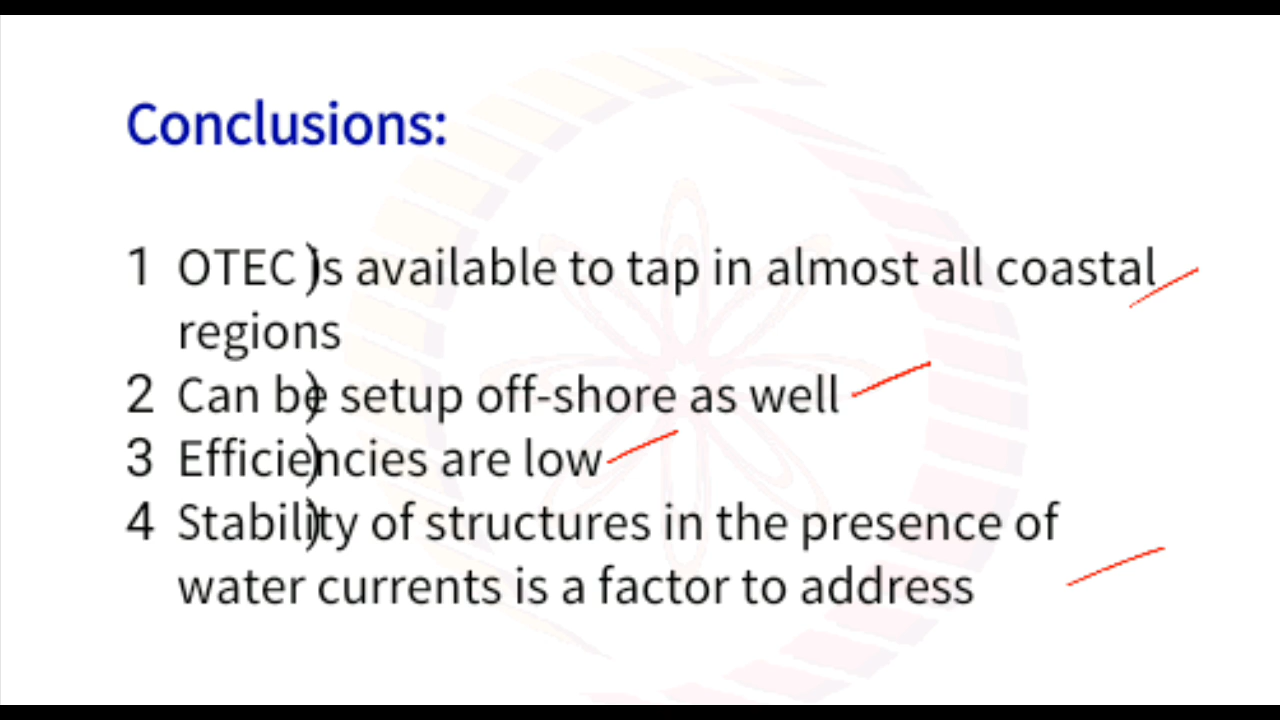 Conclusions:
1) OTEC is available to tap in almost all coastal
regions
2) Can be setup off-shore as well
3) Efficiencies are low
4) Stability of structures in the presence of
water currents is a factor to address